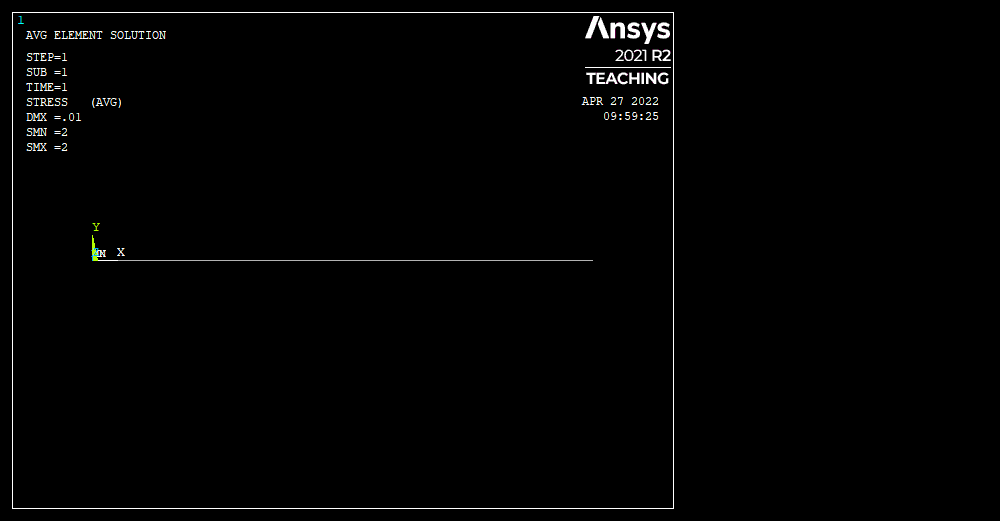 1
AVG ELEMENT SOLUTION
STEP=1
SUB =1
TIME=1
STRESS (AVG)
DMX =.01
SMN =2
SMX =2
Ansys
2021 R2
TEACHING
APR 27 2022
09:59:25
Y
X